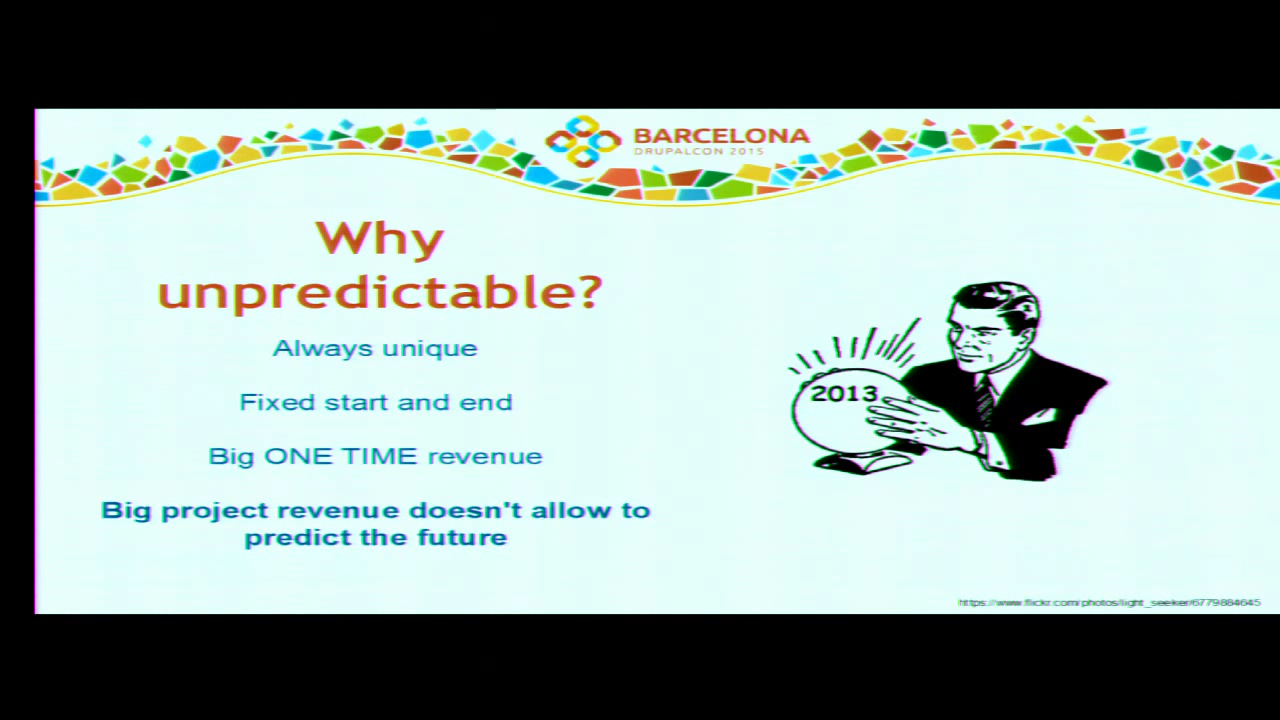 BARCELONA
DRUPALCON 2015
Why
unpredictable?
Always unique
Fixed start and end
Big ONE TIME revenue
Big project revenue doesn't allow to
predict the future
2013
https://www.flickr.com/photos/light_seeker/6779864645